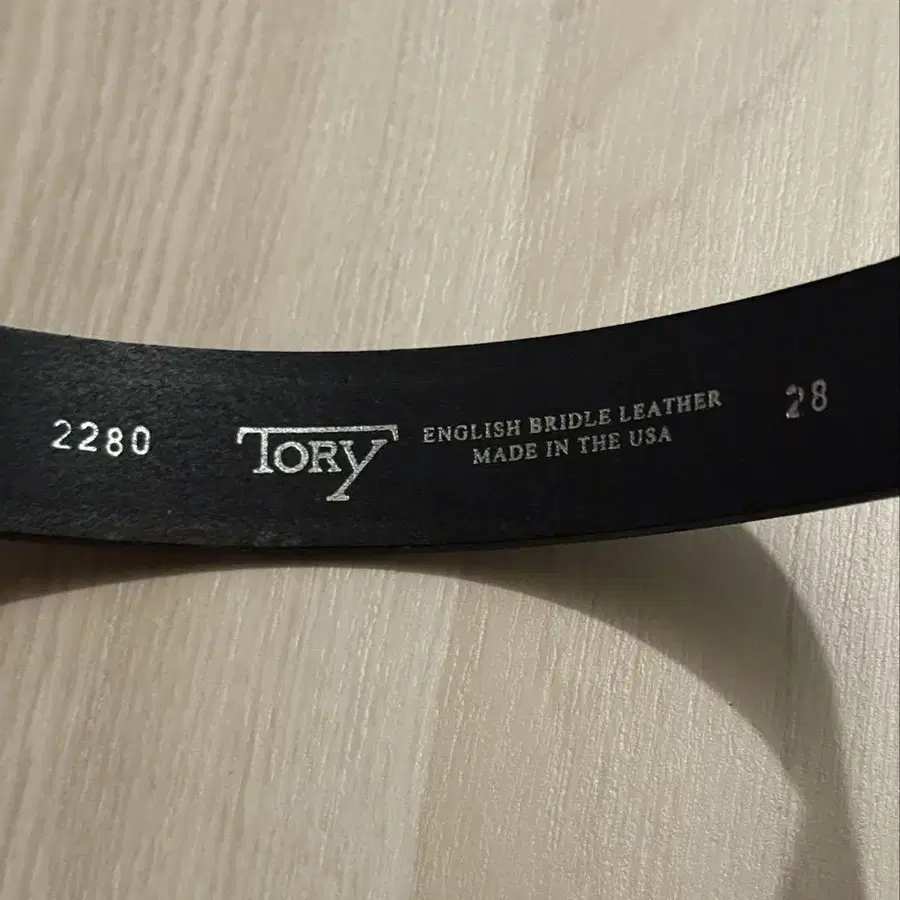 2280
TORY
ENGLISH BRIDLE LEATHER
MADE IN THE USA
28